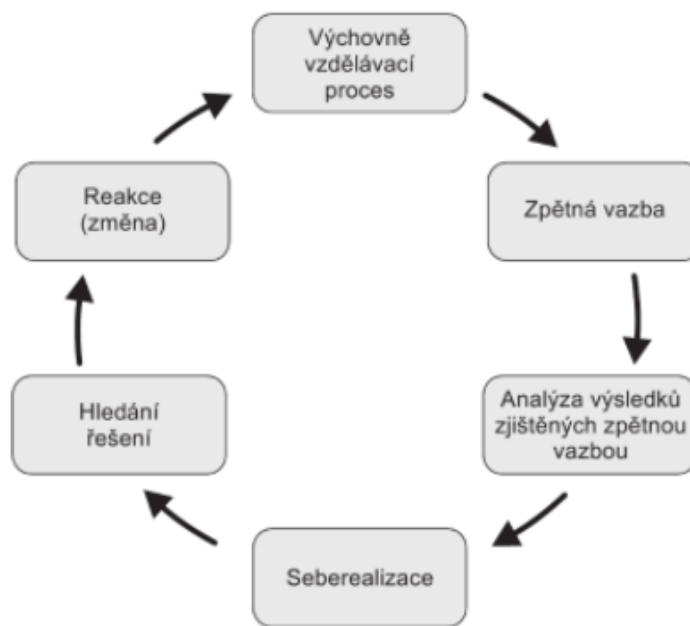 Výchovně
vzdělávací
proces
Zpětná vazba
Analýza výsledků
zjištěných zpětnou
vazbou
Seberealizace
Hledání
řešení
Reakce
(změna)